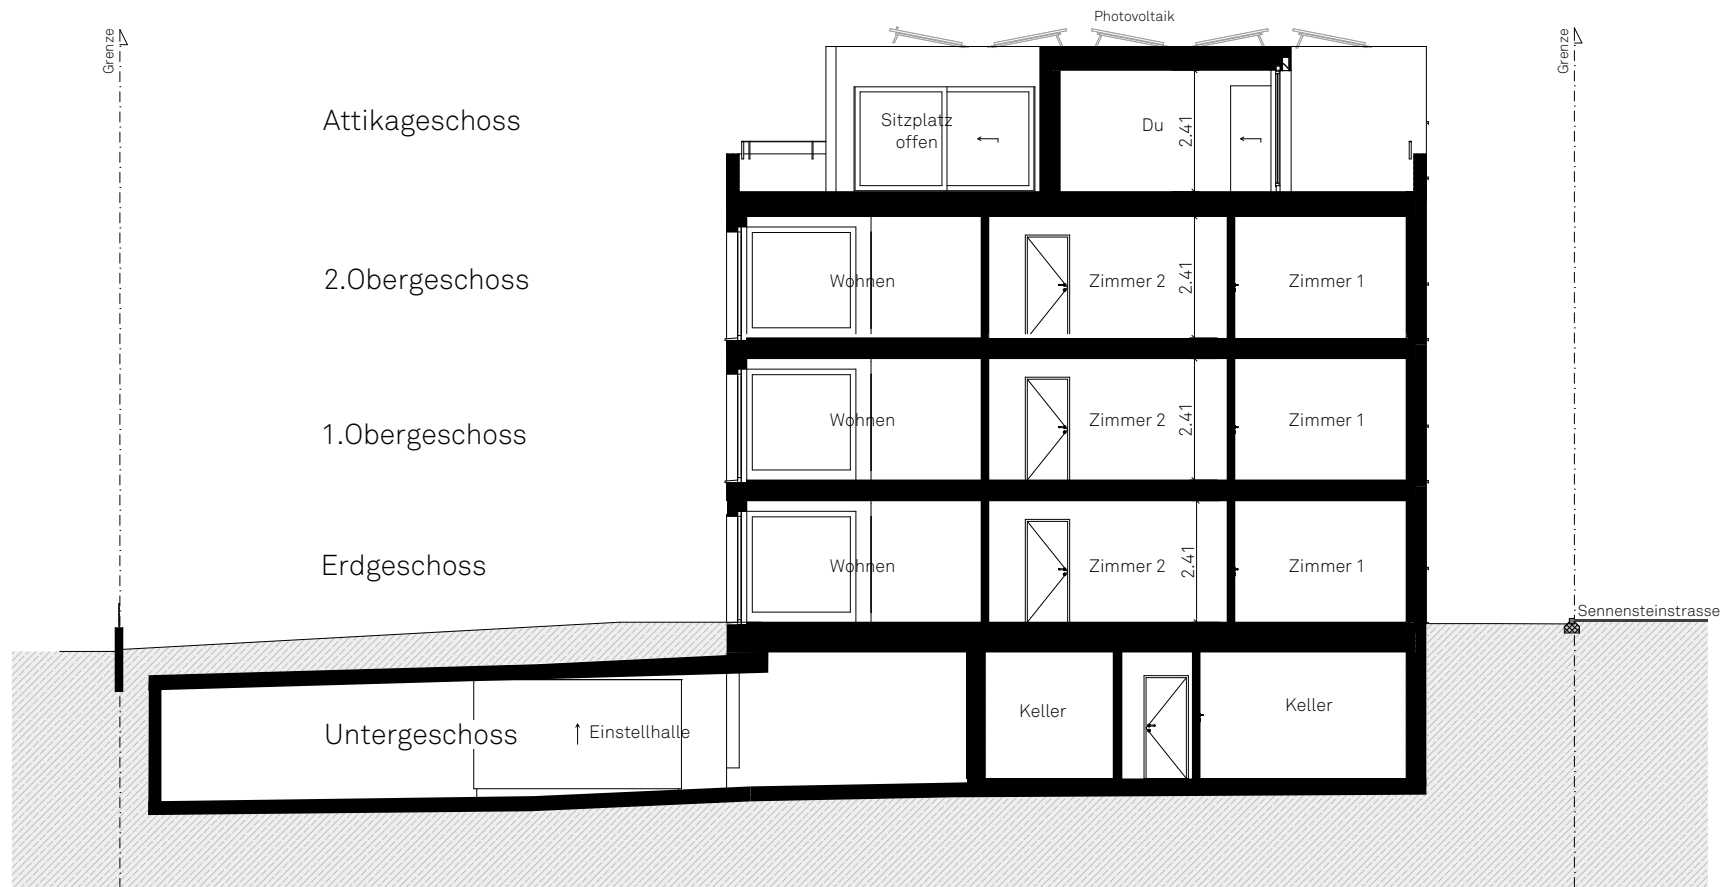 Photovoltaik
Grenze
Grenze
Attikageschoss
Sitzplatz
offen
Du
2.41
2.Obergeschoss
Wohnen
Zimmer 2
2.41
Zimmer 1
1.Obergeschoss
Wohnen
Zimmer 2
2.41
Zimmer 1
Erdgeschoss
Wohnen
Zimmer 2
2.41
Zimmer 1
Sennensteinstrasse
Untergeschoss
Einstellhalle
Keller
Keller